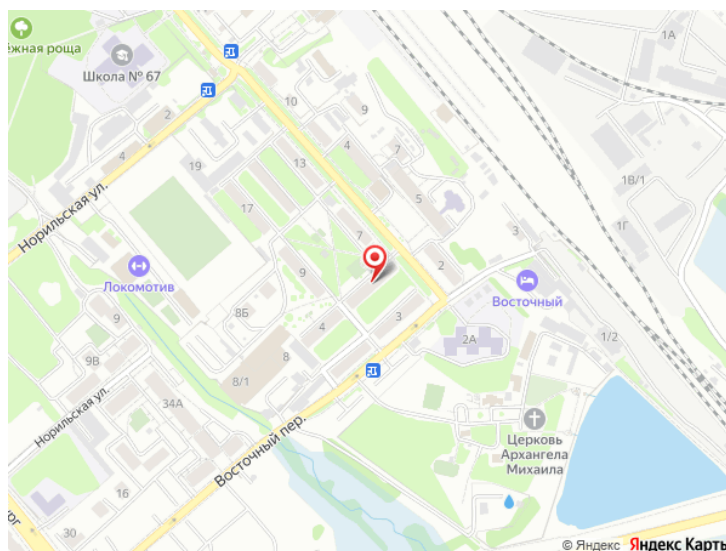 ёжная роща
Школа № 67
1А
10
9
2
4
4
7
19
13
1В/1
5
17
1Г
Норильская ул.
7
3
2
Локомотив
9
Восточный
8Б
9
4
3
1/2
2А
9В
8
8/1
34А
Норильская ул.
Церковь
Архангела
Михаила
Восточный пер.
16
30
ог
© Яндекс Яндекс Карты